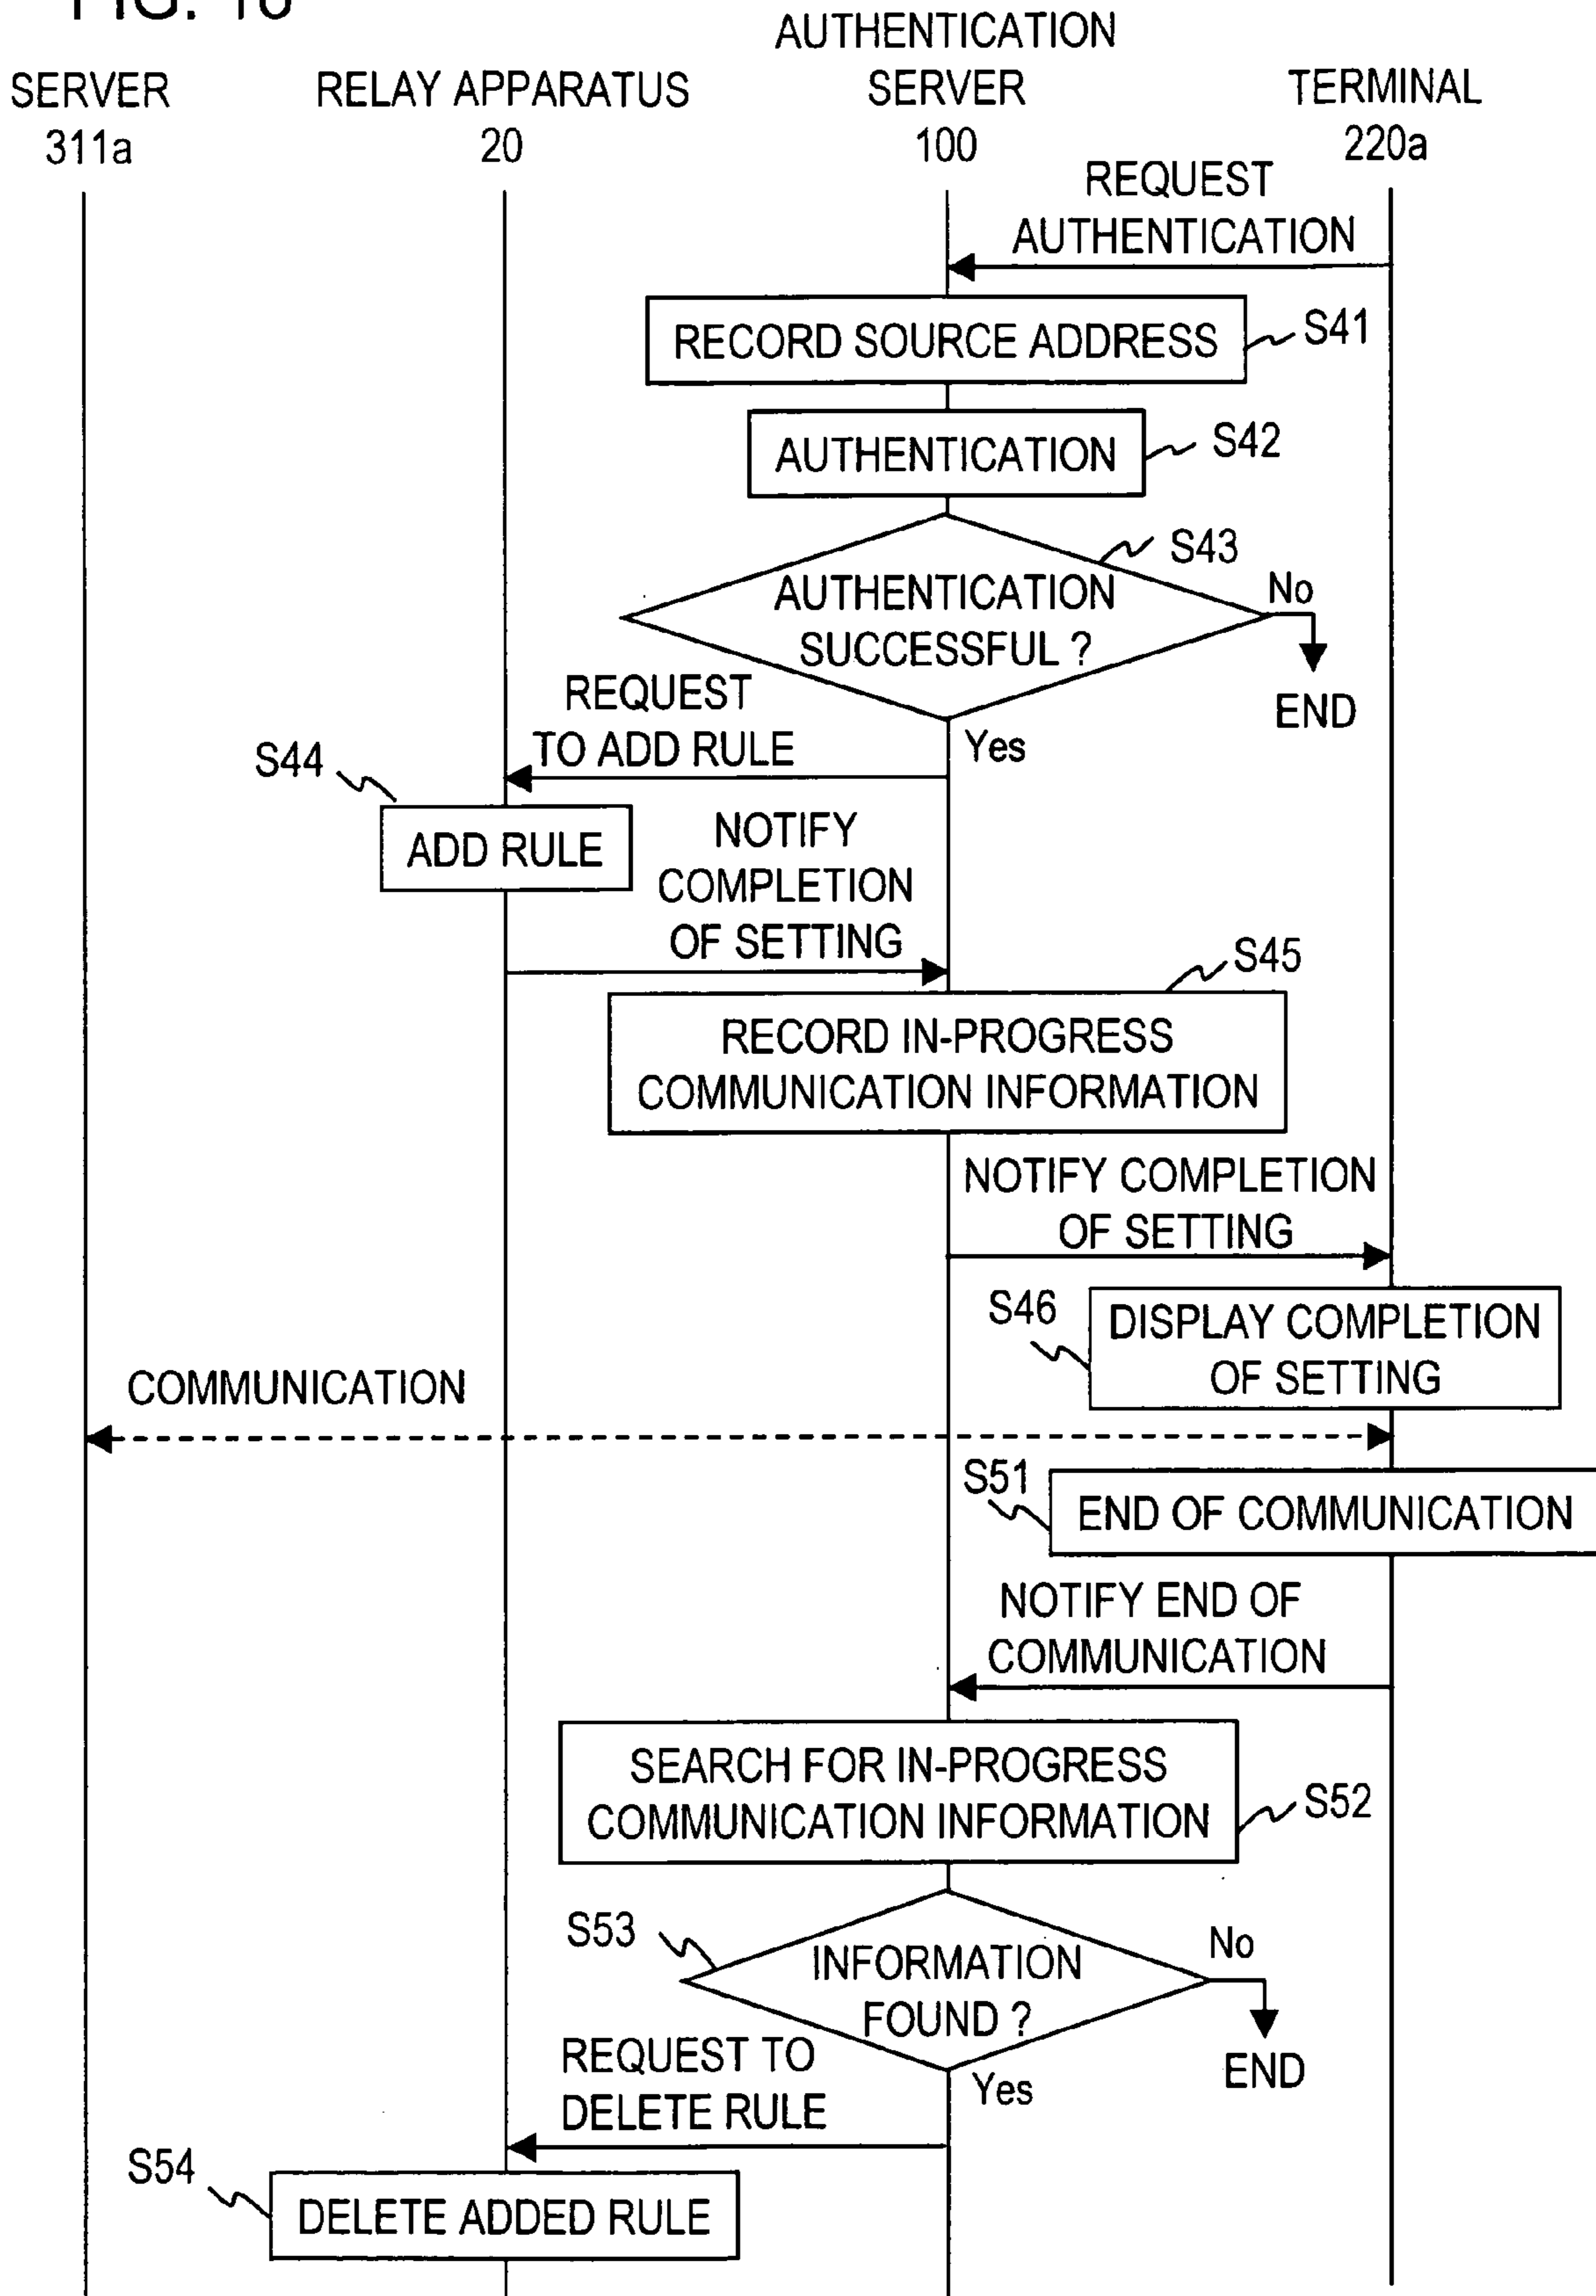 AUTHENTICATION
SERVER
RELAY APPARATUS
SERVER
TERMINAL
311a
20
100
220a
REQUEST
AUTHENTICATION
RECORD SOURCE ADDRESS
S41
AUTHENTICATION
S42
S43
AUTHENTICATION
SUCCESSFUL ?
No
END
REQUEST
TO ADD RULE
Yes
S44
ADD RULE
NOTIFY
COMPLETION
OF SETTING
S45
RECORD IN-PROGRESS
COMMUNICATION INFORMATION
NOTIFY COMPLETION
OF SETTING
S46
DISPLAY COMPLETION
OF SETTING
COMMUNICATION
S51
END OF COMMUNICATION
NOTIFY END OF
COMMUNICATION
SEARCH FOR IN-PROGRESS
COMMUNICATION INFORMATION
S52
S53
INFORMATION
FOUND ?
No
END
REQUEST TO
DELETE RULE
Yes
S54
DELETE ADDED RULE